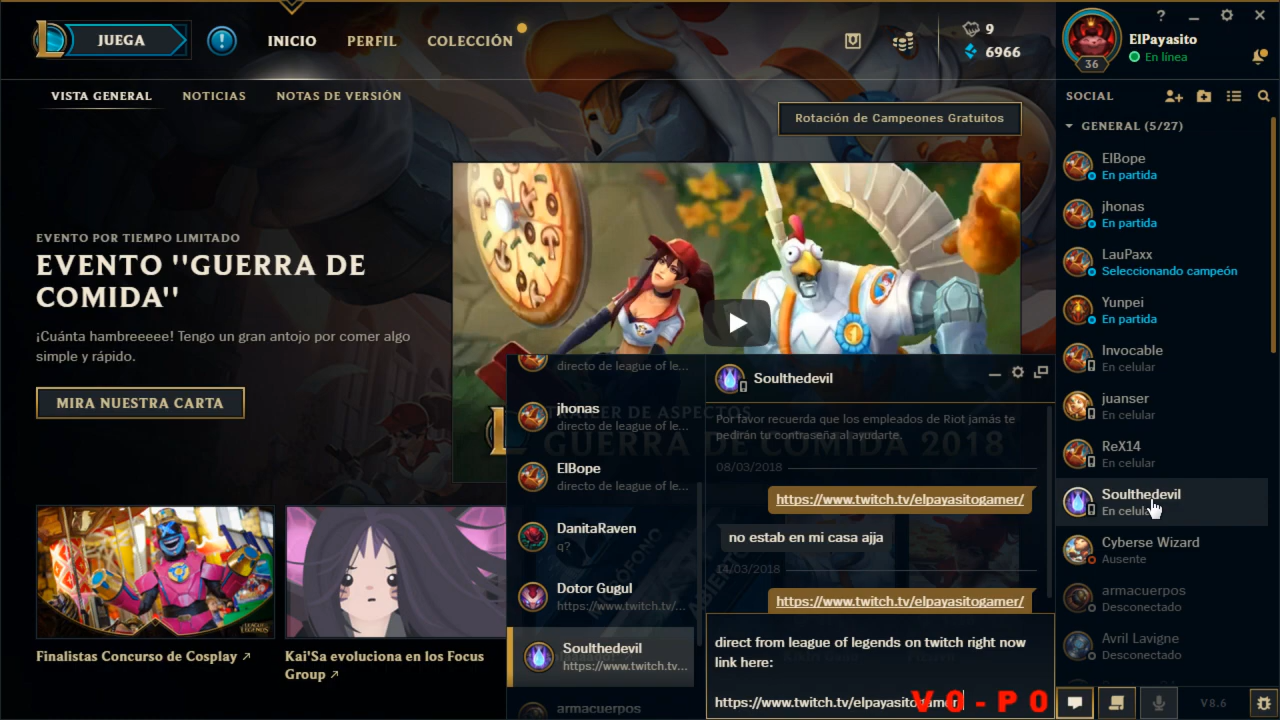 JUEGA
INICIO
PERFIL
COLECCIÓN
9
6966
VISTA GENERAL
NOTICIAS
NOTAS DE VERSIÓN
Rotación de Campeones Gratuitos
EVENTO POR TIEMPO LIMITADO
EVENTO ''GUERRA DE
COMIDA''
¡Cuánta hambreeeee! Tengo un gran antojo por comer algo
simple y rápido.
MIRA NUESTRA CARTA
GUERRA DE COMIDA 2018
Finalistas Concurso de Cosplay ↗
Kai'Sa evoluciona en los Focus
Group ↗
directo de league of le...
jhonas
directo de league of le...
ElBope
directo de league of le...
DanitaRaven
q?
Dotor Gugul
https://www.twitch.tv/...
Soulthedevil
https://www.twitch.tv...
armacuerpos
Soulthedevil
Por favor recuerda que los empleados de Riot jamás te
pedirán tu contraseña al ayudarte.
08/03/2018
https://www.twitch.tv/elpayasitogamer/
no estab en mi casa ajja
14/03/2018
https://www.twitch.tv/elpayasitogamer/
direct from league of legends on twitch right now
link here:
https://www.twitch.tv/elpayasitogamer/
V0-P0
?
ElPayasito
36
En línea
SOCIAL
GENERAL (5/27)
ElBope
En partida
jhonas
En partida
LauPaxx
Seleccionando campeón
Yunpei
En partida
Invocable
En celular
juanser
En celular
ReX14
En celular
Soulthedevil
En celular
Cyberse Wizard
Ausente
armacuerpos
Desconectado
Avril Lavigne
Desconectado
V8.6